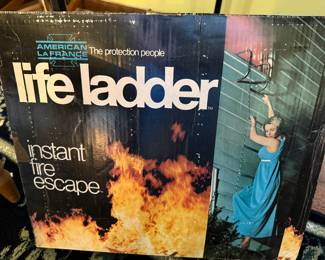 AMERICAN
LAFRANCE
The protection people
life ladder
instant
fire
escape